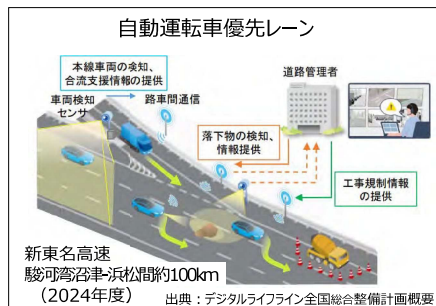 自動運転車優先レーン
本線車両の検知、
合流支援情報の提供
車両検知
センサ
路車間通信
道路管理者
落下物の検知、
情報提供
工事規制情報
の提供
新東名高速
駿河湾沼津-浜松間約100km
（2024年度）
出典：デジタルライフライン全国総合整備計画概要